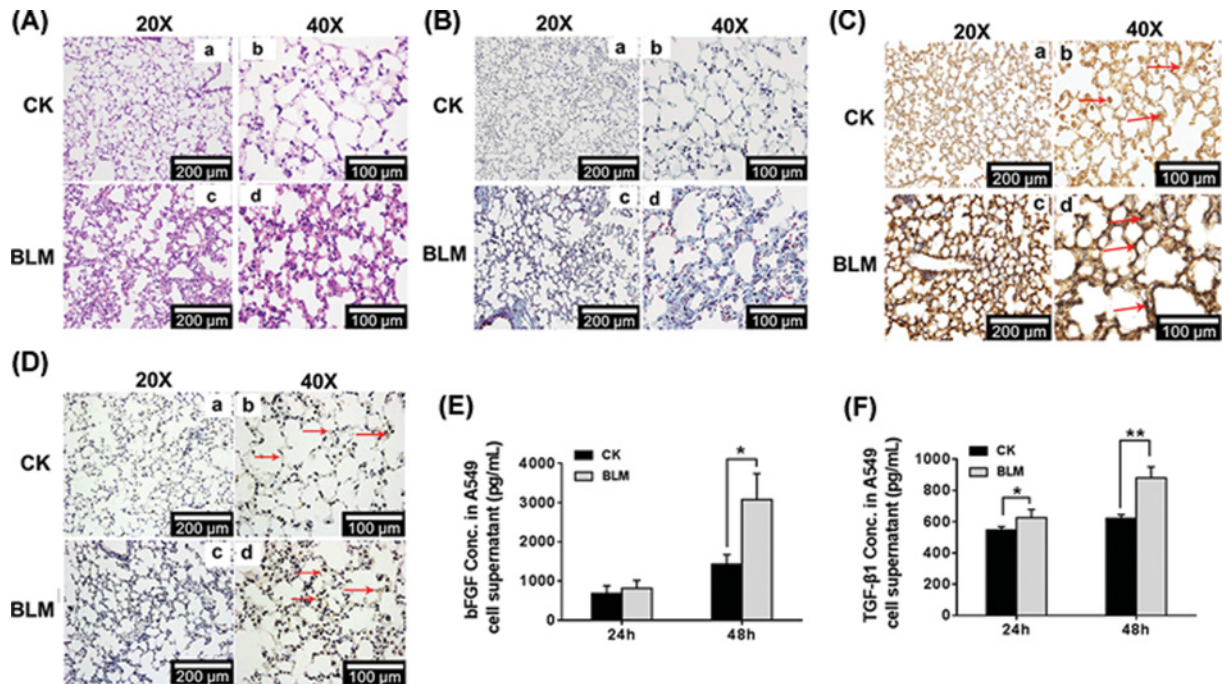 (A)
20X
40X
CK
a
b
200 µm
100 µm
BLM
c
d
200 µm
100 µm
(B)
20X
40X
CK
a
b
200 µm
100 µm
BLM
c
d
200 µm
100 µm
(C)
20X
40X
CK
a
b
200 µm
100 µm
BLM
c
d
200 µm
100 µm
(D)
20X
40X
CK
a
b
200 µm
100 µm
BLM
c
d
200 µm
100 µm
(E)
bFGF Conc. in A549
cell supernatant (pg/mL)
CK
BLM
*
4000
3000
2000
1000
0
24h
48h
(F)
TGF-β1 Conc. in A549
cell supernatant (pg/mL)
CK
BLM
*
**
1000
800
600
400
200
0
24h
48h